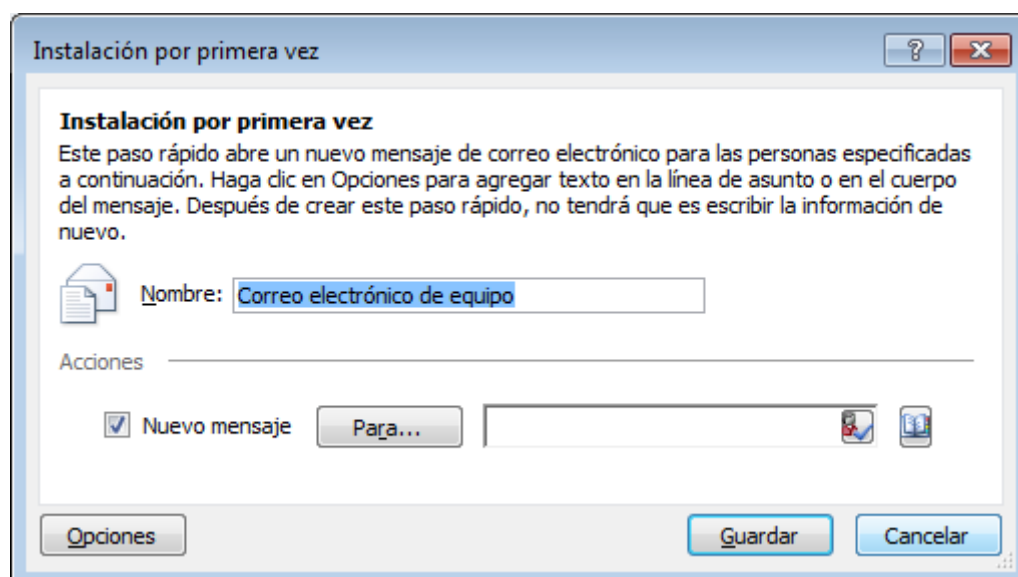 Instalación por primera vez
Instalación por primera vez
Este paso rápido abre un nuevo mensaje de correo electrónico para las personas especificadas
a continuación. Haga clic en Opciones para agregar texto en la línea de asunto o en el cuerpo
del mensaje. Después de crear este paso rápido, no tendrá que es escribir la información de
nuevo.
Nombre: Correo electrónico de equipo
Acciones
Nuevo mensaje Para...
Opciones Guardar Cancelar